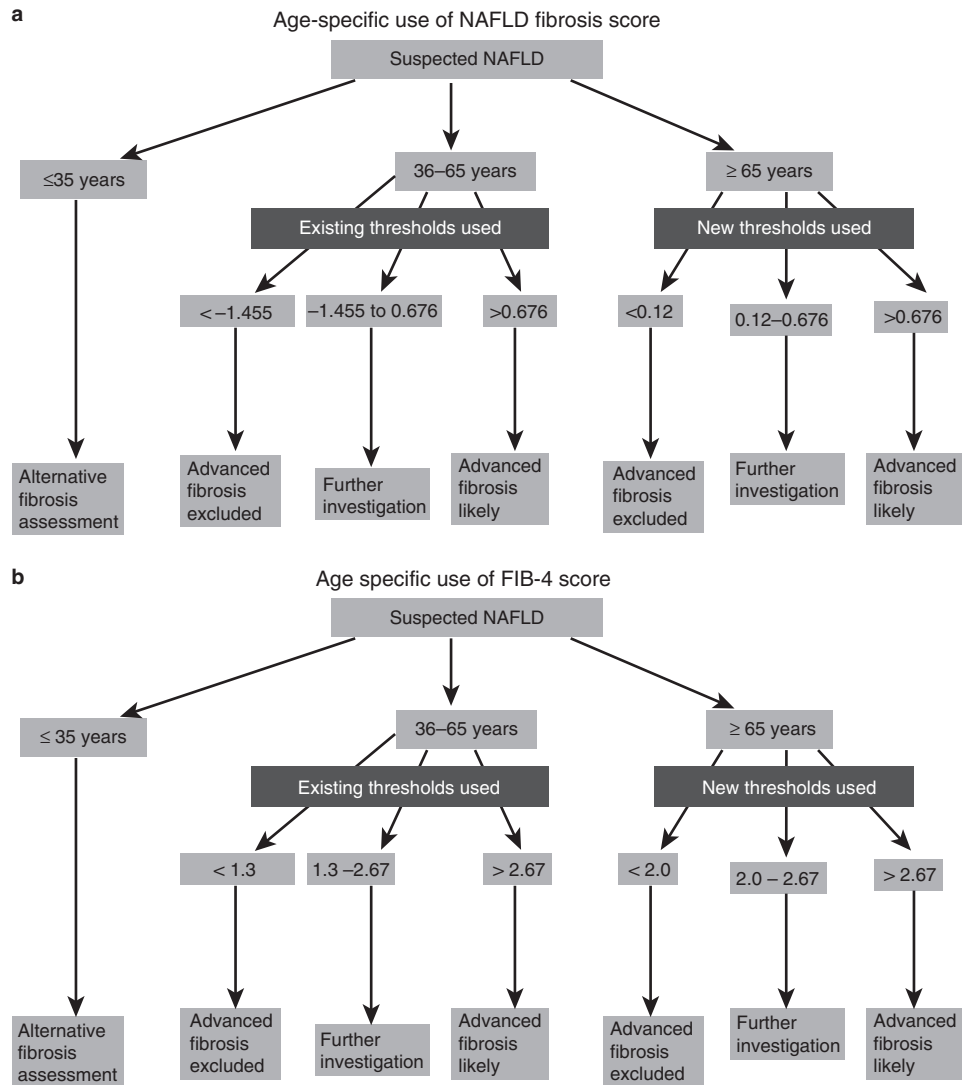 a
Age-specific use of NAFLD fibrosis score
Suspected NAFLD
≤35 years
36–65 years
≥ 65 years
Existing thresholds used
New thresholds used
< –1.455
–1.455 to 0.676
>0.676
<0.12
0.12–0.676
>0.676
Alternative
fibrosis
assessment
Advanced
fibrosis
excluded
Further
investigation
Advanced
fibrosis
likely
Advanced
fibrosis
excluded
Further
investigation
Advanced
fibrosis
likely
b
Age specific use of FIB-4 score
Suspected NAFLD
≤ 35 years
36–65 years
≥ 65 years
Existing thresholds used
New thresholds used
< 1.3
1.3 –2.67
> 2.67
< 2.0
2.0 – 2.67
> 2.67
Alternative
fibrosis
assessment
Advanced
fibrosis
excluded
Further
investigation
Advanced
fibrosis
likely
Advanced
fibrosis
excluded
Further
investigation
Advanced
fibrosis
likely